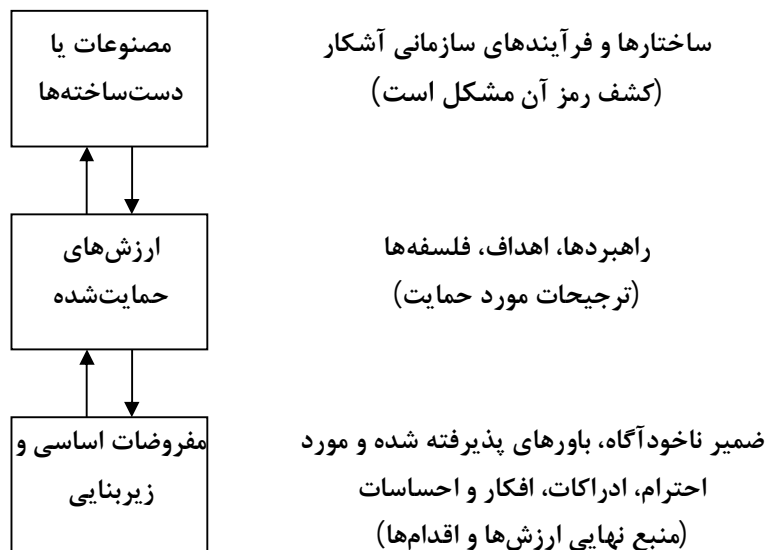 مصنوعات یا
دست‌ساخته‌ها
ساختارها و فرآیندهای سازمانی آشکار
(کشف رمز آن مشکل است)
ارزش‌های
حمایت‌شده
راهبردها، اهداف، فلسفه‌ها
(ترجیحات مورد حمایت)
مفروضات اساسی و
زیربنایی
ضمیر ناخودآگاه، باورهای پذیرفته شده و مورد
احترام، ادراکات، افکار و احساسات
(منبع نهایی ارزش‌ها و اقدام‌ها)